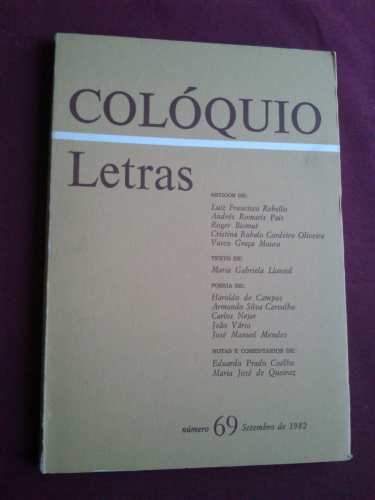 COLÓQUIO
Letras
ARTIGOS DE:
Luiz Francisco Rebello
Andrés Romarís Pais
Roger Bismut
Cristina Robalo Cordeiro Oliveira
Vasco Graça Moura
TEXTO DE:
Maria Gabriela Llansol
POESIA DE:
Haroldo de Campos
Armando Silva Carvalho
Carlos Nejar
João Vário
José Manuel Mendes
NOTAS E COMENTÁRIOS DE:
Eduardo Prado Coelho
Maria José de Queiroz
número 69 Setembro de 1982